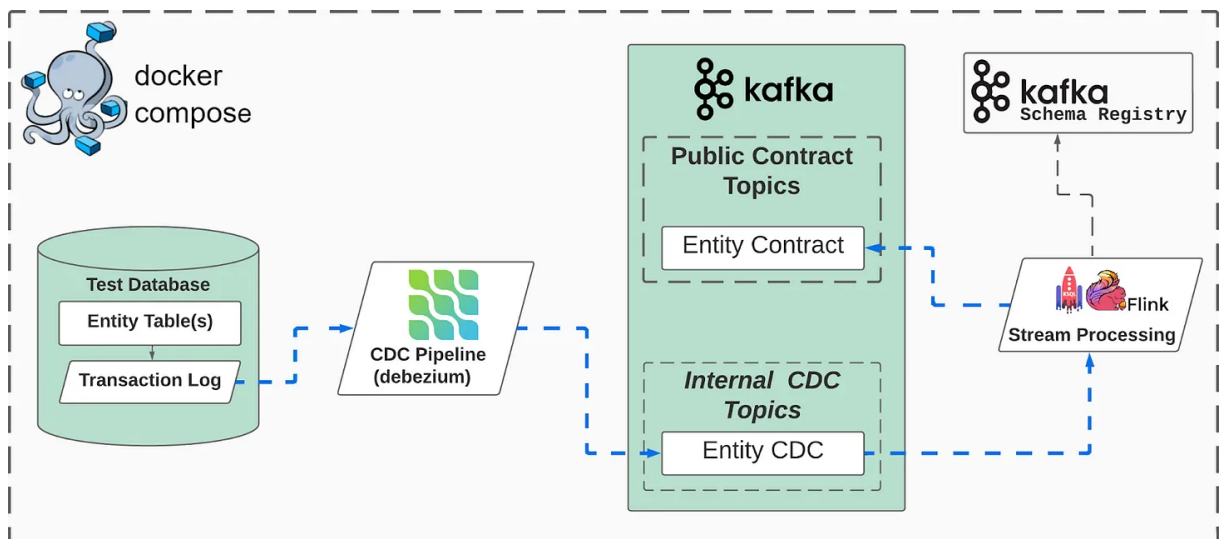 docker
compose
kafka
kafka
Schema Registry
Public Contract
Topics
Entity Contract
Test Database
Entity Table(s)
Transaction Log
CDC Pipeline
(debezium)
KSQL
Flink
Stream Processing
Internal CDC
Topics
Entity CDC